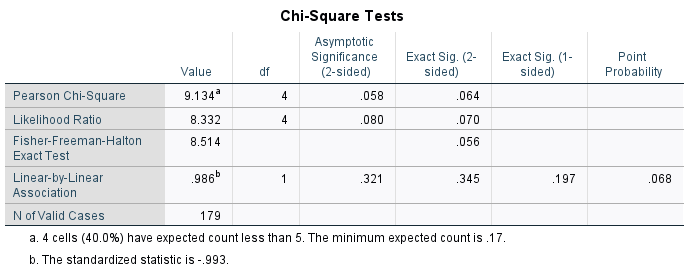 Chi-Square Tests
Value df Asymptotic Significance (2-sided) Exact Sig. (2-sided) Exact Sig. (1-sided) Point Probability
Pearson Chi-Square 9.134a 4 .058 .064
Likelihood Ratio 8.332 4 .080 .070
Fisher-Freeman-Halton Exact Test 8.514 .056
Linear-by-Linear Association .986b 1 .321 .345 .197 .068
N of Valid Cases 179
a. 4 cells (40.0%) have expected count less than 5. The minimum expected count is .17.
b. The standardized statistic is -.993.